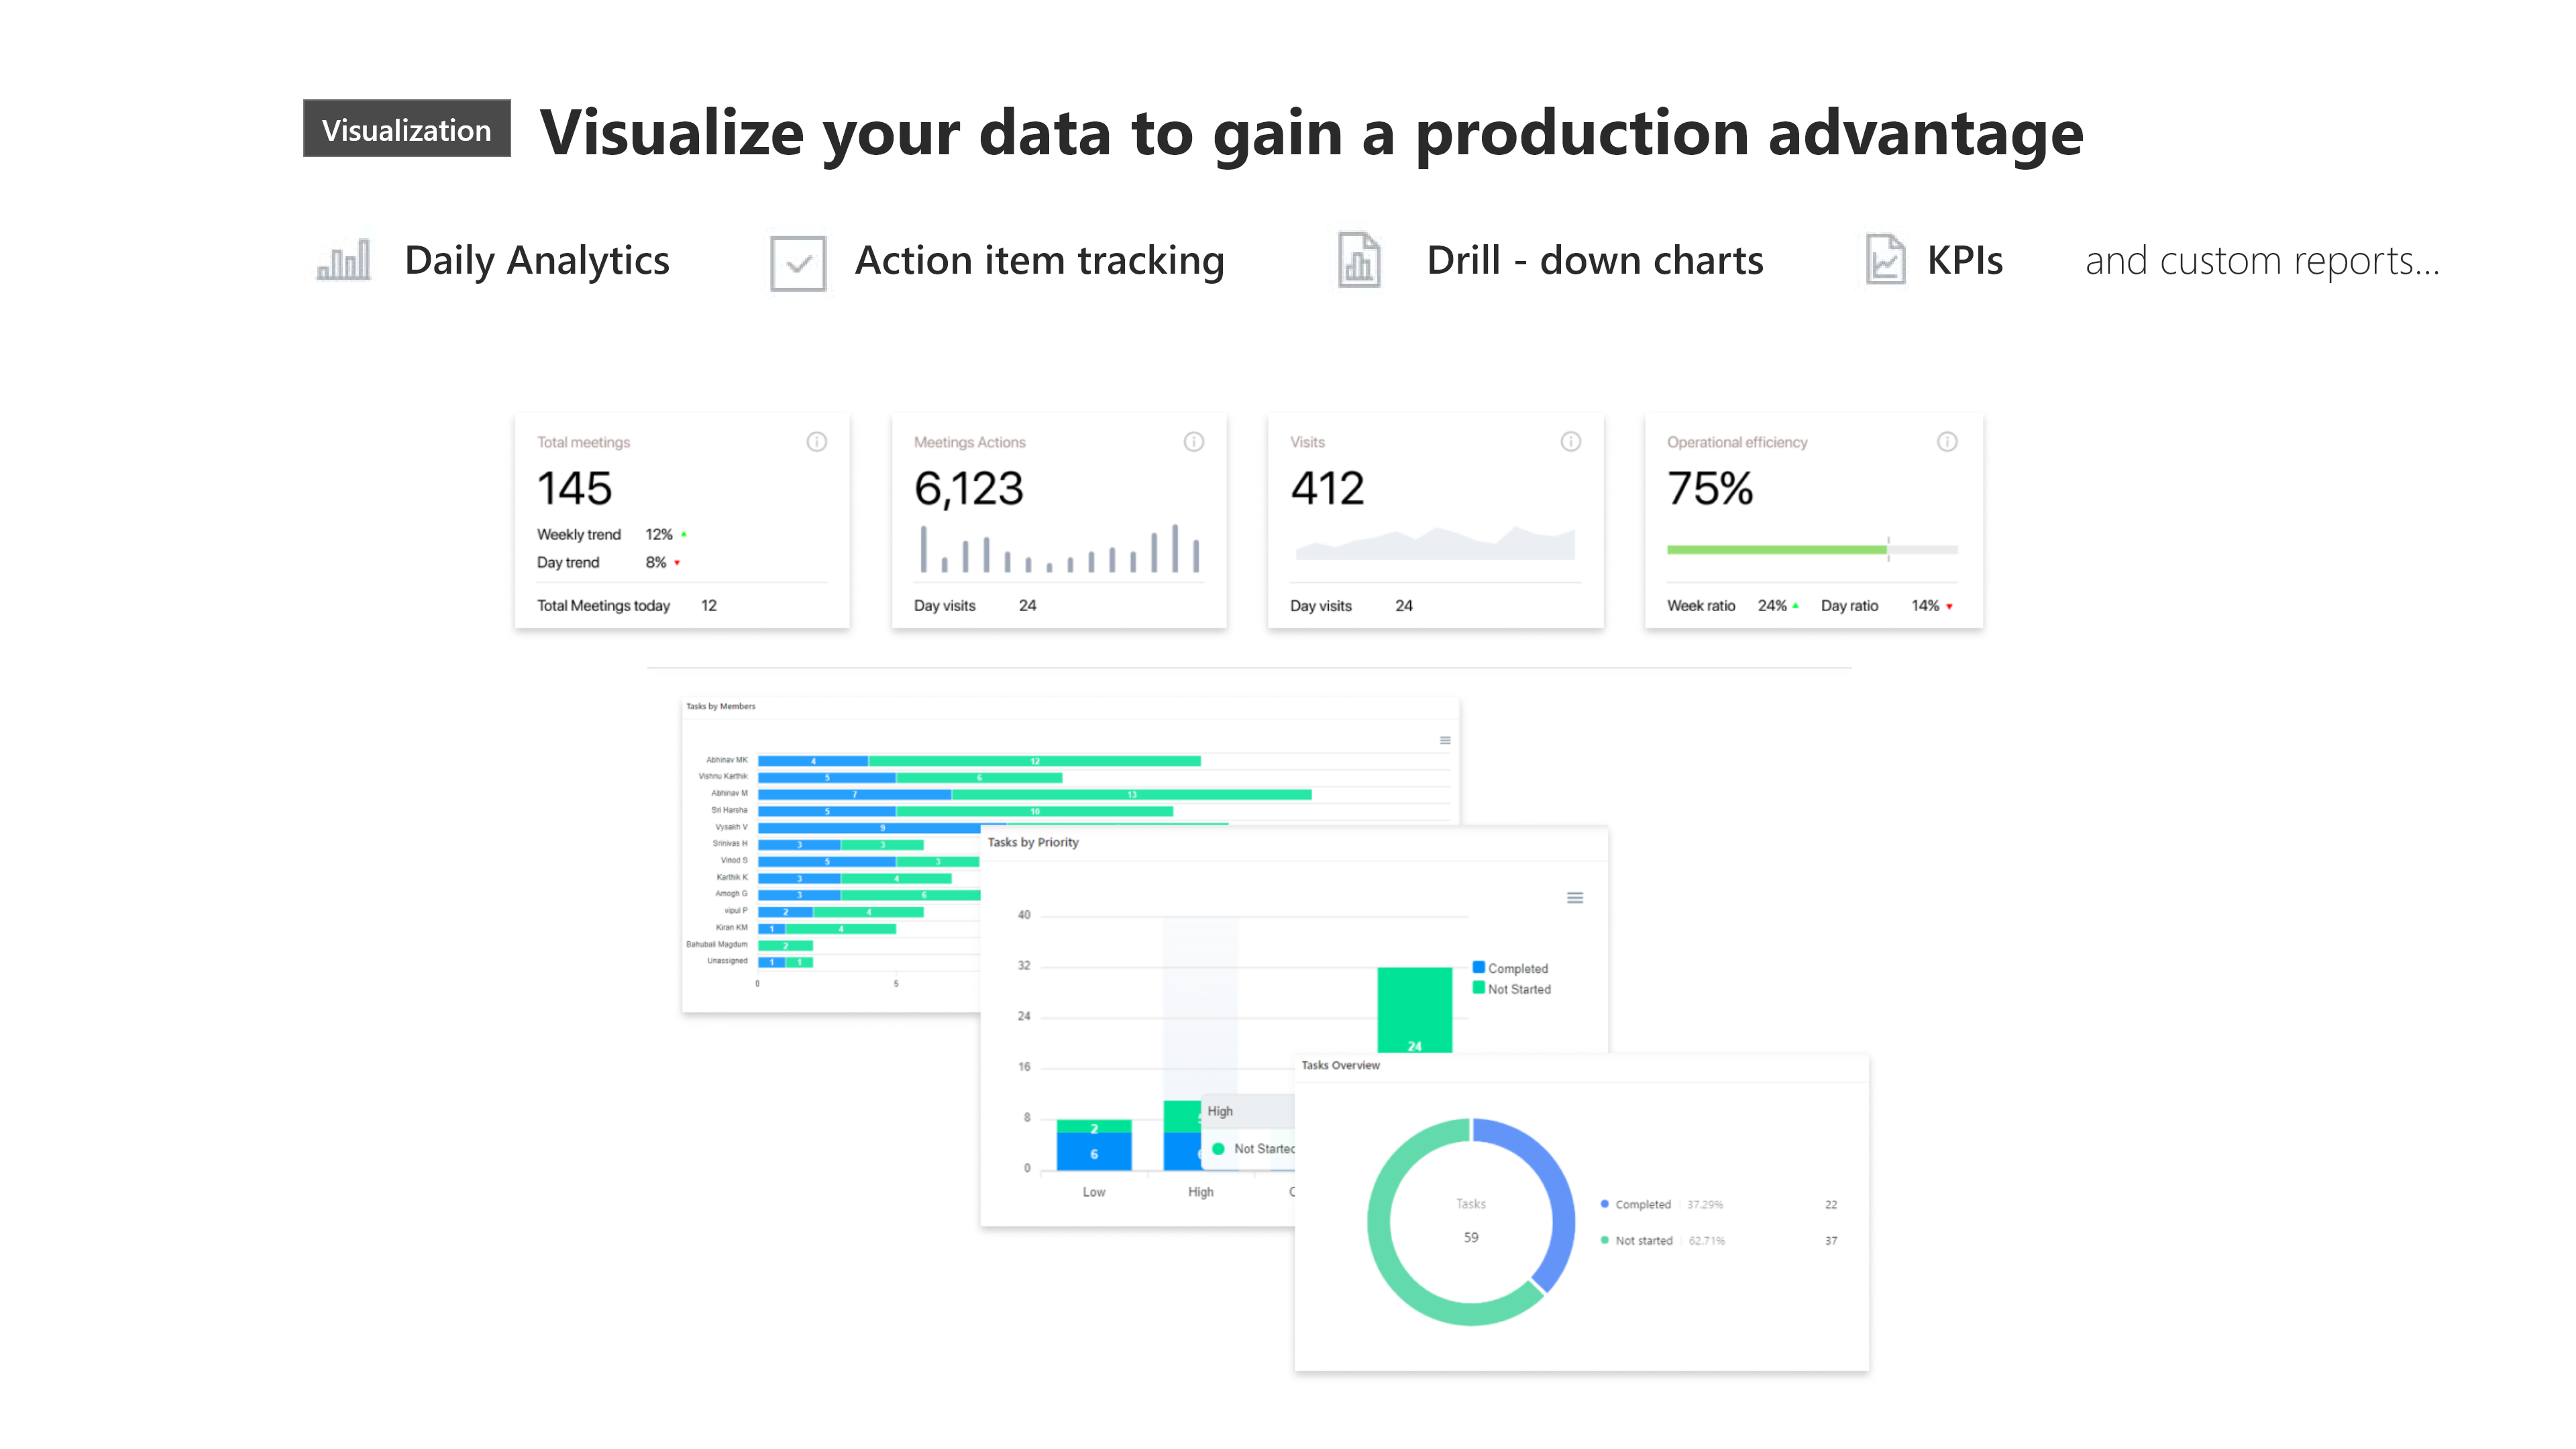 Visualization
Visualize your data to gain a production advantage
Daily Analytics
Action item tracking
Drill - down charts
KPIs
and custom reports...
Total meetings
145
Weekly trend 12%
Day trend 8%
Total Meetings today 12
Meetings Actions
6,123
Day visits 24
Visits
412
Day visits 24
Operational efficiency
75%
Week ratio 24% Day ratio 14%
Tasks by Members
Abhinav MK 4 12
Vishnu Karthik 5 6
Abhinav M 7 13
Sri Harsha 5 10
Vysakh V 9
Srinivas H 3 3
Vinod S 5 3
Karthik K 3 4
Amogh G 3 6
vipul P 2 4
Kiran KM 1 4
Bahubali Magdum 2
Unassigned 1 1
0 5
Tasks by Priority
40
32
24
16
8
0
Completed
Not Started
24
2
6
High
Not Started
Low High
Tasks Overview
Tasks
59
Completed 37.29% 22
Not started 62.71% 37